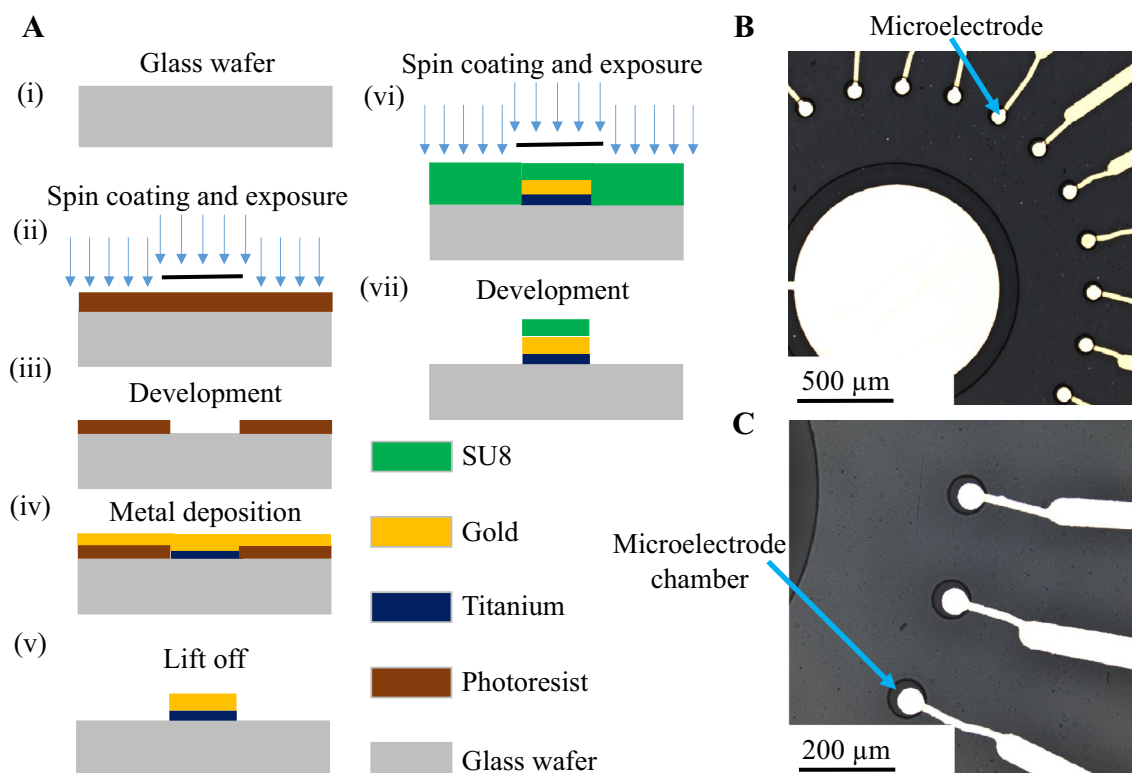 A
(i)
Glass wafer
(ii)
Spin coating and exposure
(iii)
Development
(iv)
Metal deposition
(v)
Lift off
(vi)
Spin coating and exposure
(vii)
Development
SU8
Gold
Titanium
Photoresist
Glass wafer
B
Microelectrode
500 µm
C
Microelectrode
chamber
200 µm